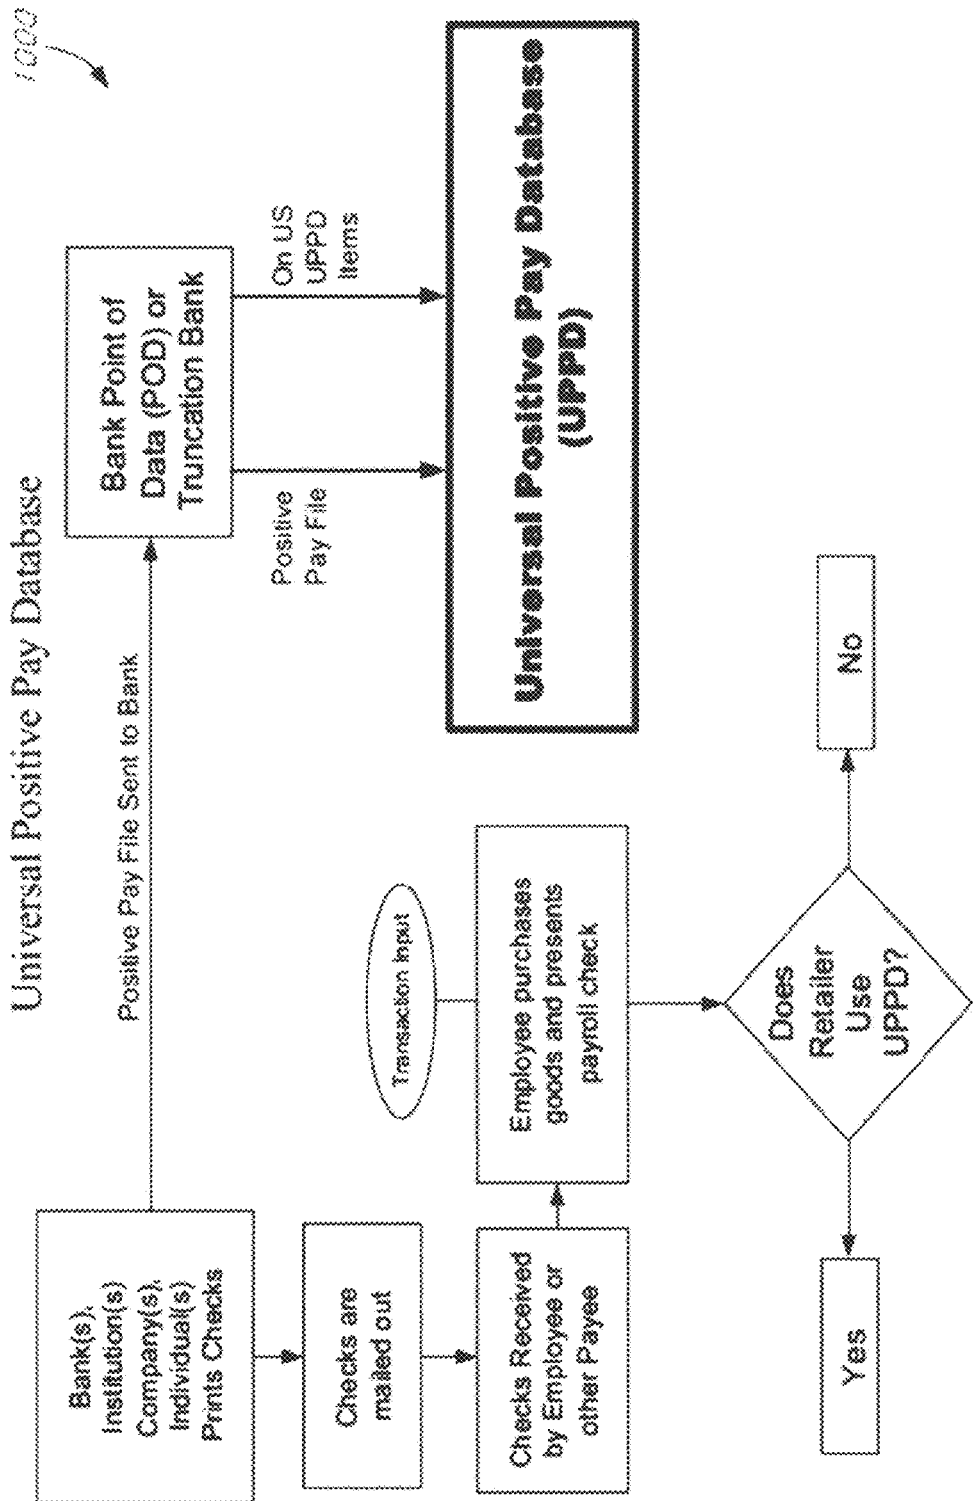 Universal Positive Pay Database
1000
Bank(s),
Institution(s)
Company(s),
Individual(s)
Prints Checks
Positive Pay File Sent to Bank
Bank Point of
Data (POD) or
Truncation Bank
Checks are
mailed out
Positive
Pay File
On US
UPPD
Items
Transaction Input
Checks Received
by Employee or
other Payee
Employee purchases
goods and presents
payroll check
Universal Positive Pay Database
(UPPD)
Does
Retailer
Use
UPPD?
Yes
No